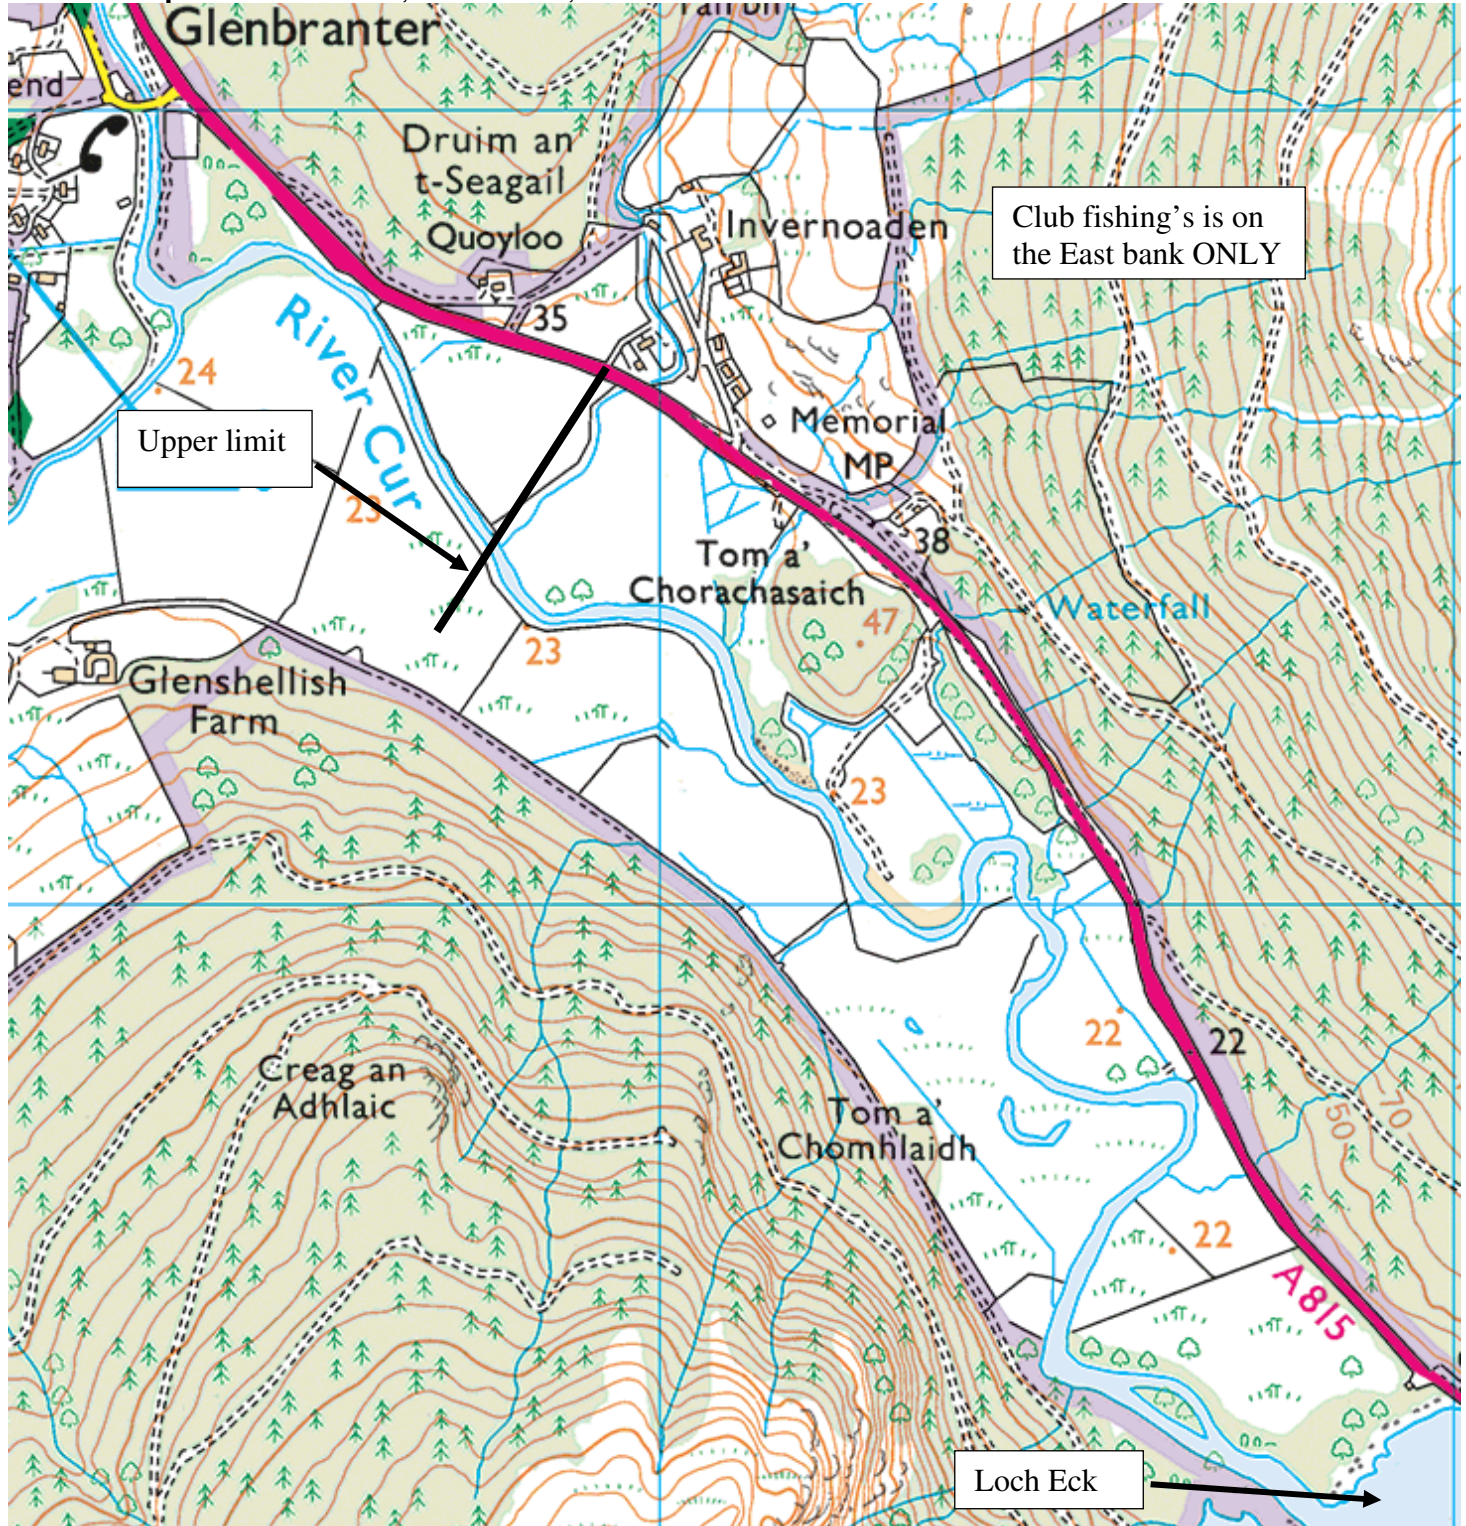 Glenbranter
end
Druim an
t-Seagail
Quoyloo
Invernoaden
Club fishing's is on
the East bank ONLY
35
River Cur
24
Upper limit
23
Memorial
MP
38
Tom a'
Chorachasaich
47
Waterfall
23
Glenshellish
Farm
23
22
22
Creag an
Adhlaic
Tom a'
Chomhlaidh
50
70
22
A815
Loch Eck